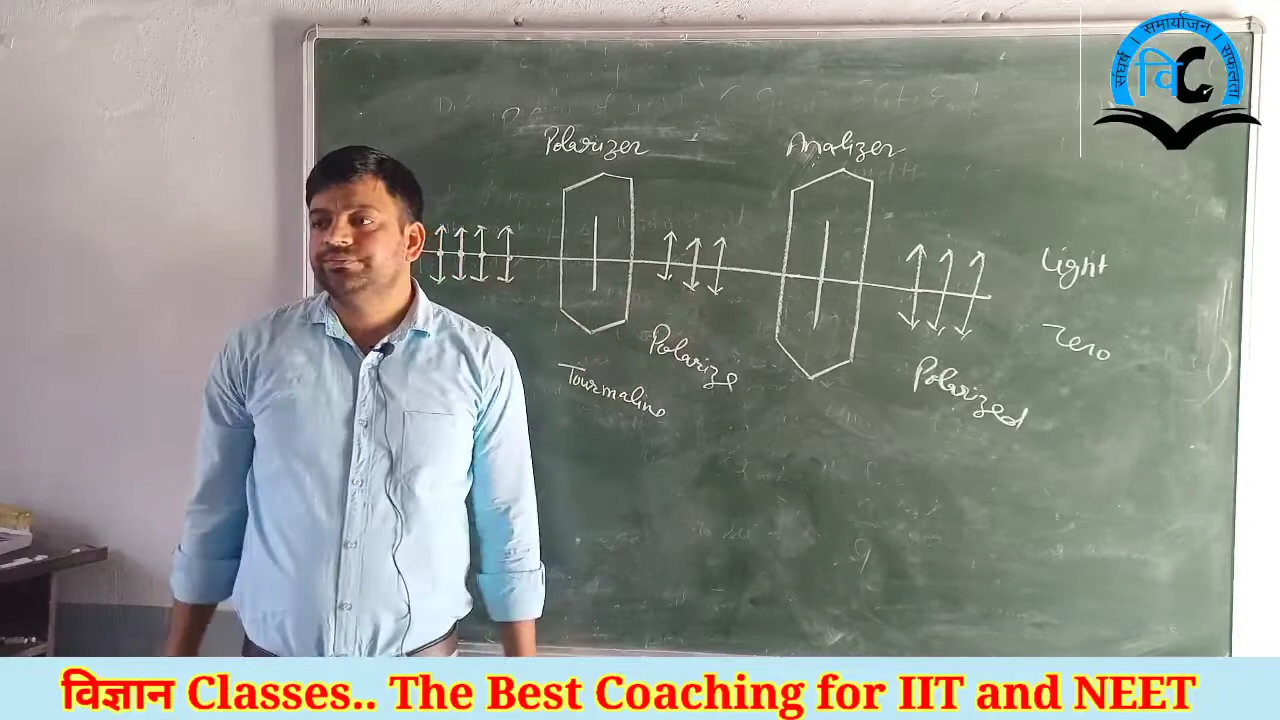 संघर्ष । समायोजन । सफलता
वि C
Polarizer
Analizer
Light
Zero
Polarize
Tourmaline
Polarized
विज्ञान Classes.. The Best Coaching for IIT and NEET